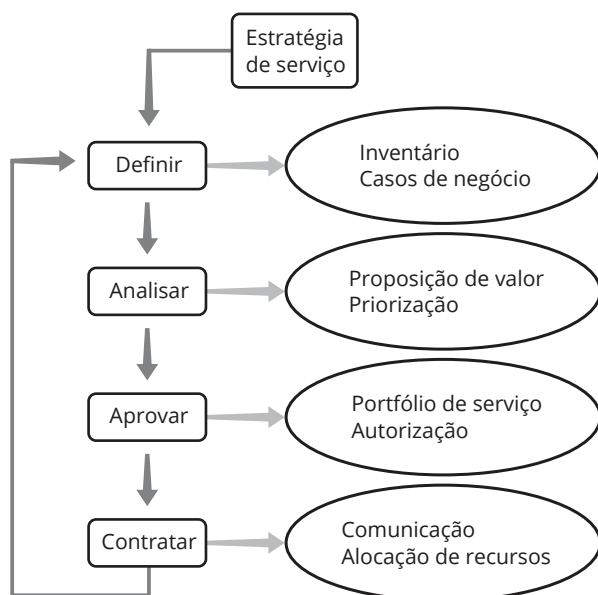 Estratégia
de serviço
Definir
Inventário
Casos de negócio
Analisar
Proposição de valor
Priorização
Aprovar
Portfólio de serviço
Autorização
Contratar
Comunicação
Alocação de recursos